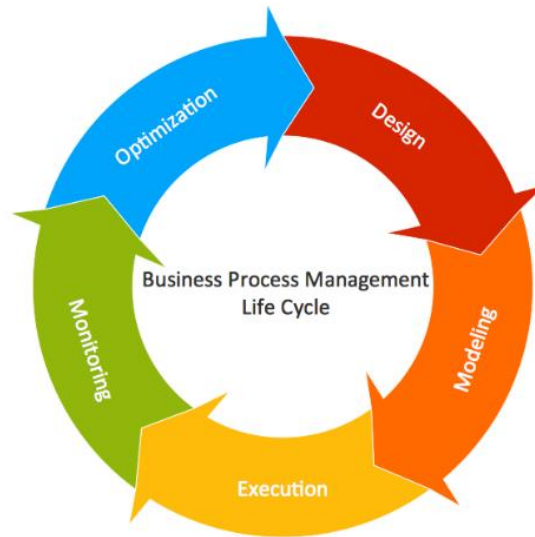 Optimization
Design
Business Process Management
Life Cycle
Monitoring
Modeling
Execution